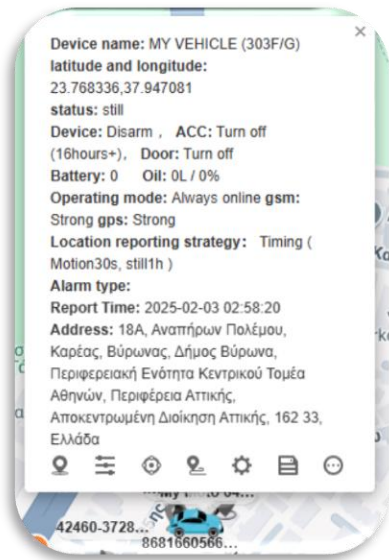 Device name: MY VEHICLE (303F/G)
latitude and longitude:
23.768336,37.947081
status: still
Device: Disarm , ACC: Turn off
(16hours+), Door: Turn off
Battery: 0 Oil: 0L / 0%
Operating mode: Always online gsm:
Strong gps: Strong
Location reporting strategy: Timing (
Motion30s, still1h )
Alarm type:
Report Time: 2025-02-03 02:58:20
Address: 18A, Αναπήρων Πολέμου,
Καρέας, Βύρωνας, Δήμος Βύρωνα,
Περιφερειακή Ενότητα Κεντρικού Τομέα
Αθηνών, Περιφέρεια Αττικής,
Αποκεντρωμένη Διοίκηση Αττικής, 162 33,
Ελλάδα
42460-3728...
8681660566...